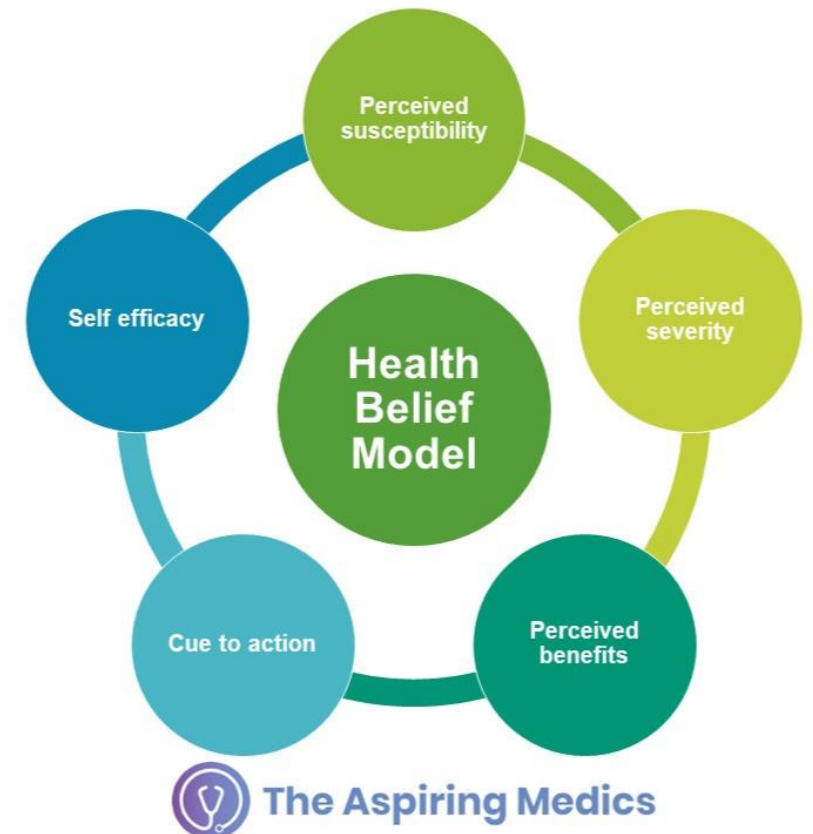 Perceived
susceptibility
Perceived
severity
Perceived
benefits
Cue to action
Self efficacy
Health
Belief
Model
The Aspiring Medics